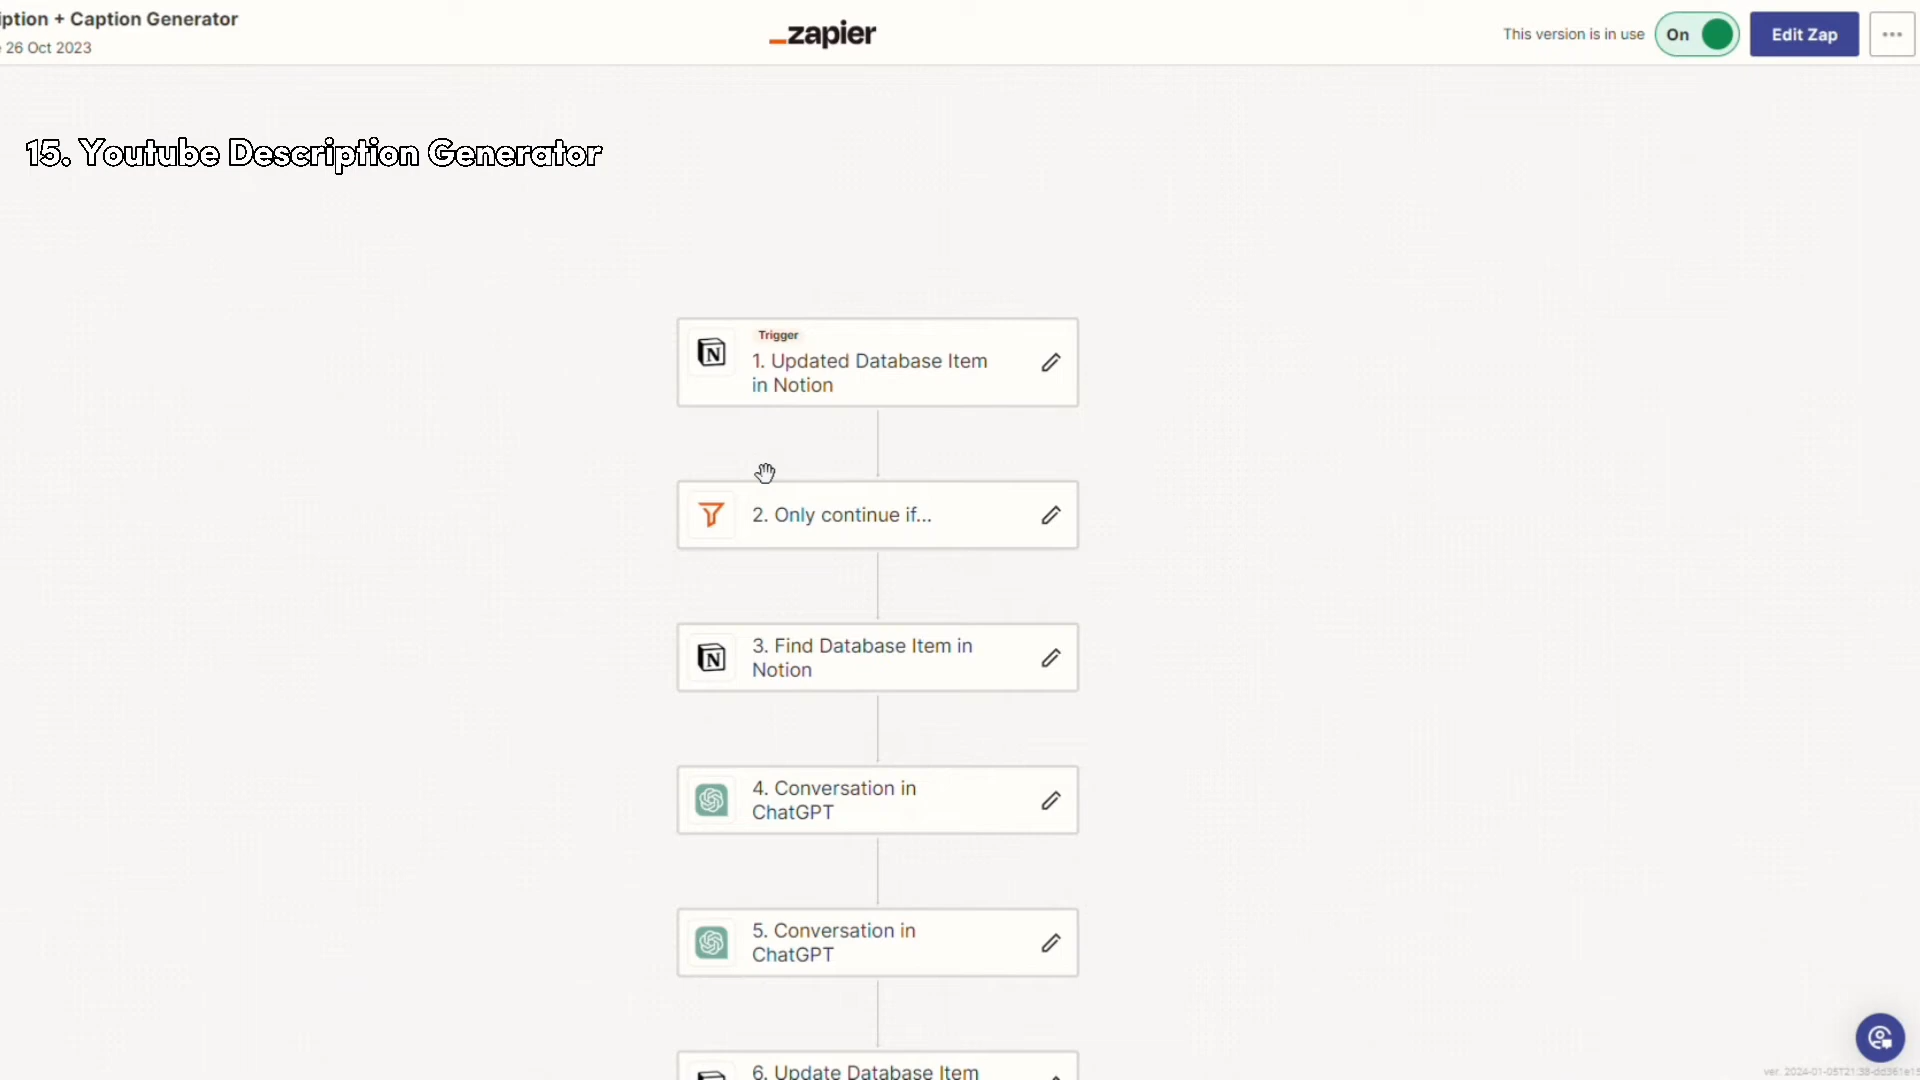 ption + Caption Generator
26 Oct 2023
zapier
This version is in use
On
Edit Zap
15. Youtube Description Generator
Trigger
1. Updated Database Item
in Notion
2. Only continue if...
3. Find Database Item in
Notion
4. Conversation in
ChatGPT
5. Conversation in
ChatGPT
6. Update Database Item